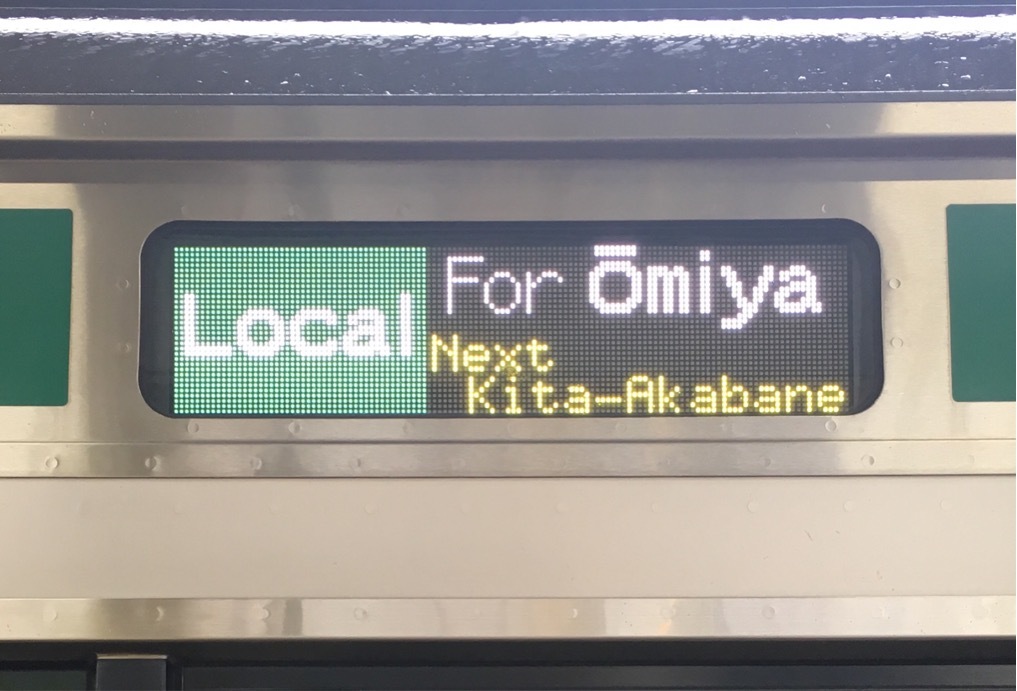 Local
For Ōmiya
Next
Kita-Akabane